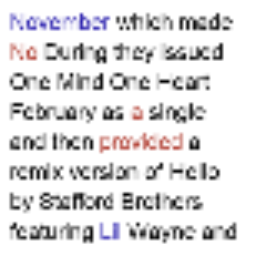 November which made
No During they issued
One Mind One Heart
February as a single
and then provided a
remix version of Hello
by Stafford Brothers
featuring Lil Wayne and